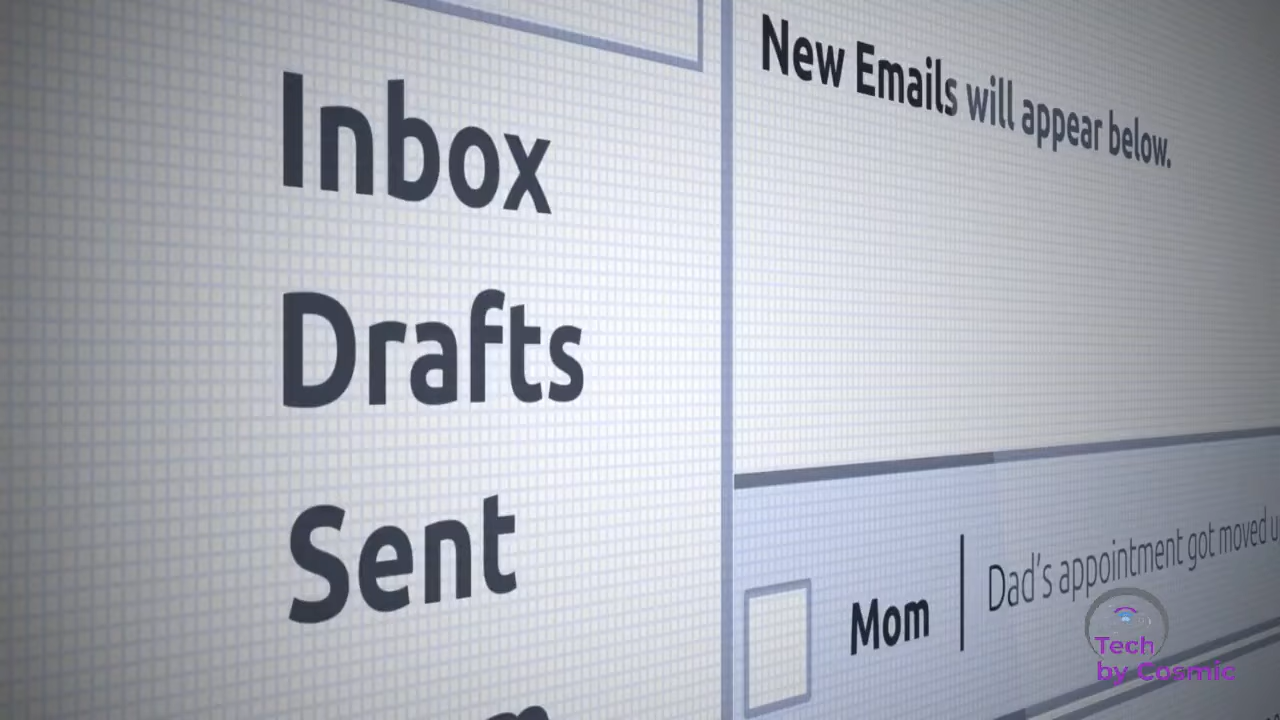 Inbox
Drafts
Sent
New Emails will appear below.
Mom
Dad's appointment got moved
Tech
by Cosmic